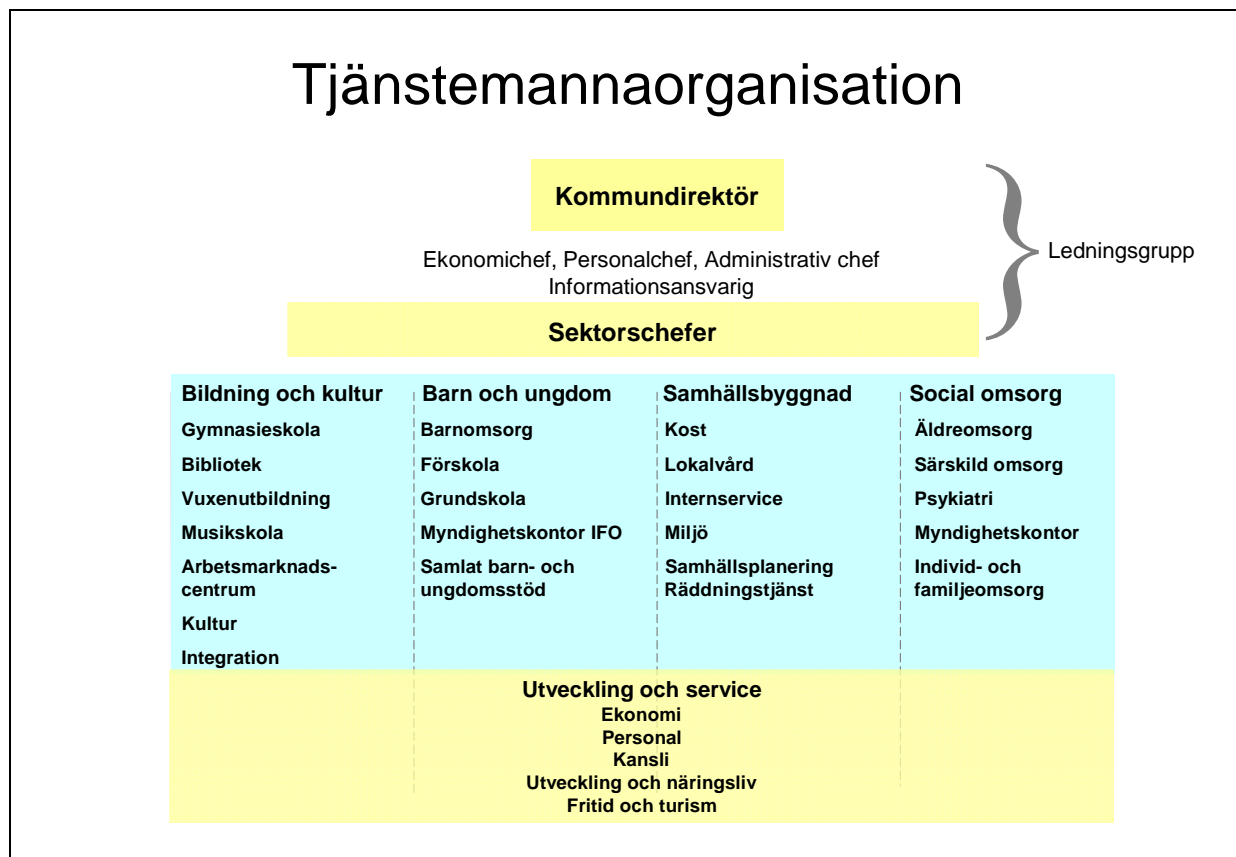 Tjänstemannaorganisation
Kommundirektör
Ekonomichef, Personalchef, Administrativ chef
Informationsansvarig
Ledningsgrupp
Sektorschefer
Bildning och kultur
Gymnasieskola
Bibliotek
Vuxenutbildning
Musikskola
Arbetsmarknads-
centrum
Kultur
Integration
Barn och ungdom
Barnomsorg
Förskola
Grundskola
Myndighetskontor IFO
Samlat barn- och
ungdomsstöd
Samhällsbyggnad
Kost
Lokalvård
Internservice
Miljö
Samhällsplanering
Räddningstjänst
Social omsorg
Äldreomsorg
Särskild omsorg
Psykiatri
Myndighetskontor
Individ- och
familjeomsorg
Utveckling och service
Ekonomi
Personal
Kansli
Utveckling och näringsliv
Fritid och turism